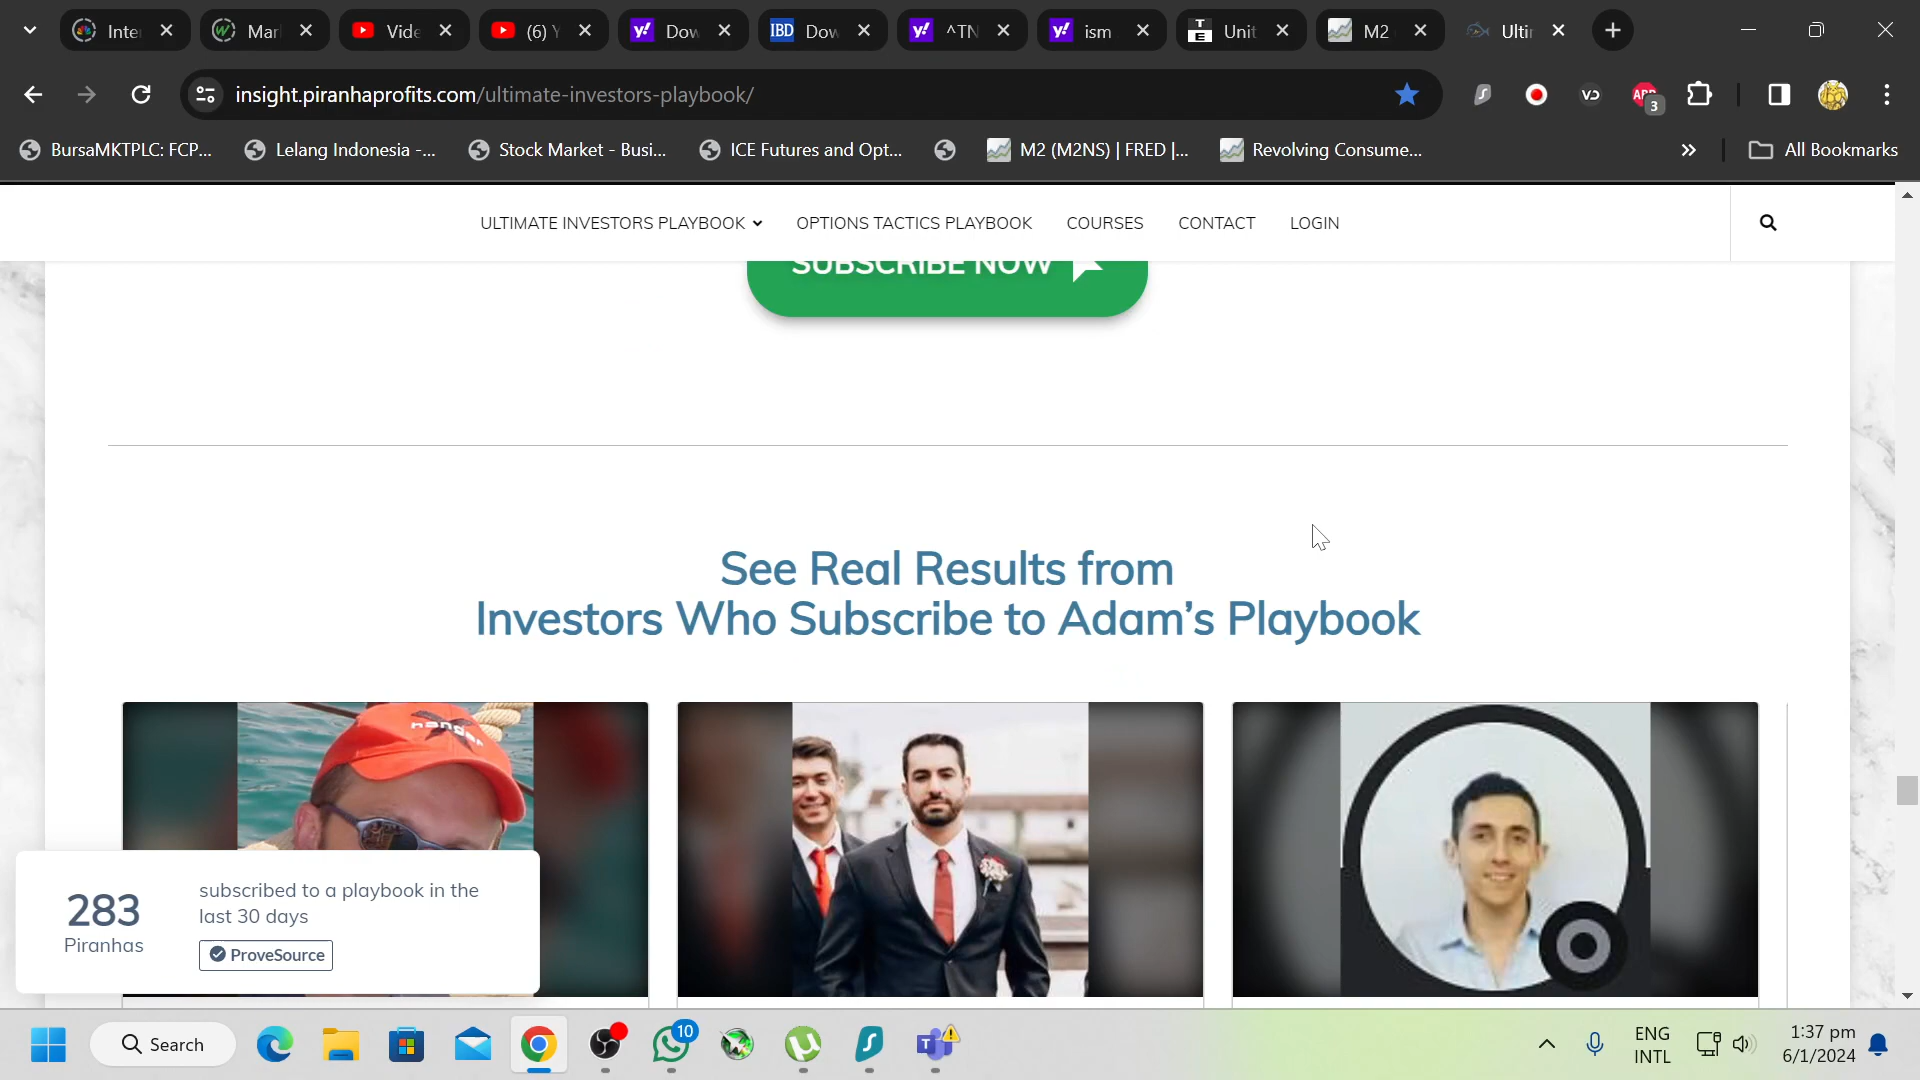 Inte
Mar
Vide
(6) Y
Dow
IBD
Dow
^TN
ism
T
E
Unit
M2
Ultir
insight.piranhaprofits.com/ultimate-investors-playbook/
VD
ABP
3
BursaMKTPLC: FCP...
Lelang Indonesia -...
Stock Market - Busi...
ICE Futures and Opt...
M2 (M2NS) | FRED |...
Revolving Consume...
All Bookmarks
ULTIMATE INVESTORS PLAYBOOK
OPTIONS TACTICS PLAYBOOK
COURSES
CONTACT
LOGIN
SUBSCRIBE NOW
See Real Results from
Investors Who Subscribe to Adam's Playbook
283
Piranhas
subscribed to a playbook in the
last 30 days
ProveSource
Search
10
T
ENG
INTL
1:37 pm
6/1/2024